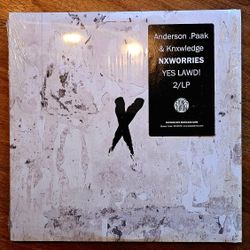 Anderson .Paak
& Knxwledge
NXWORRIES
YES LAWD!
2/LP
X